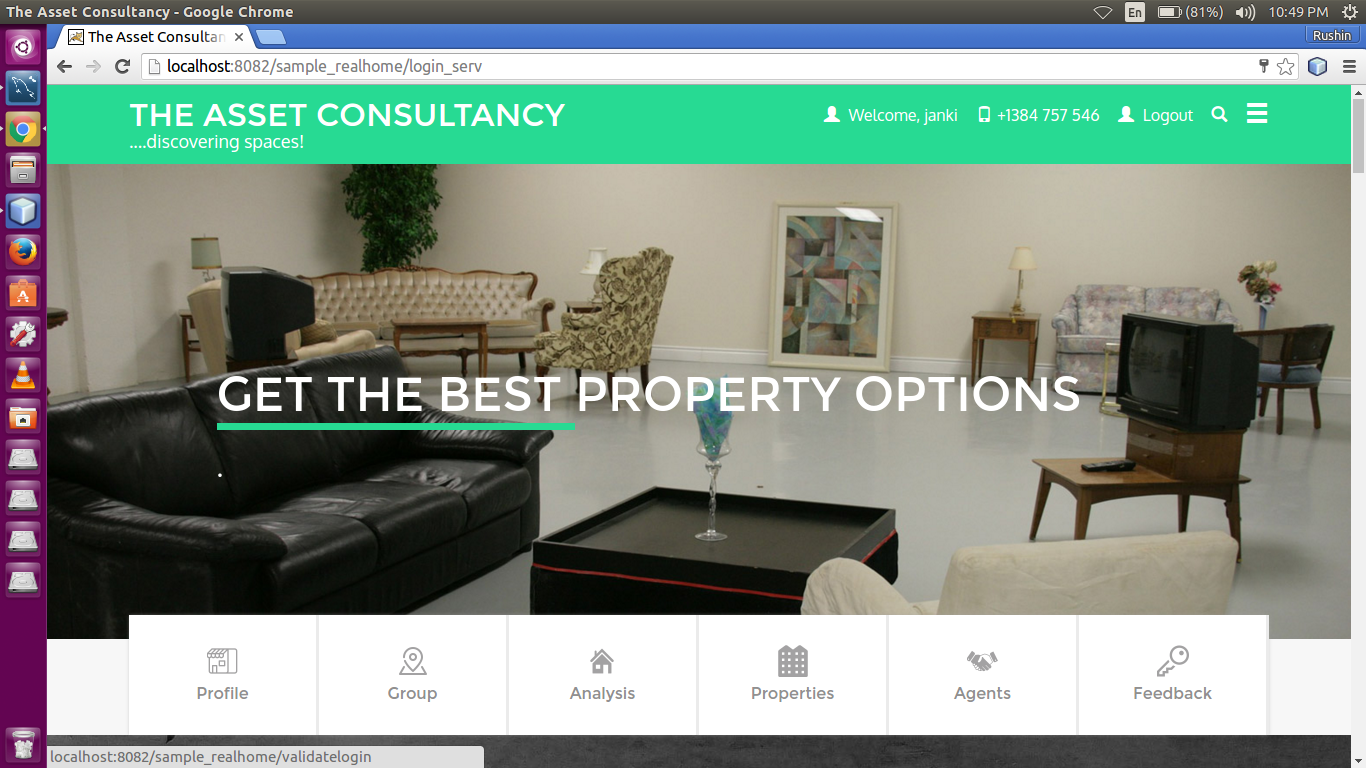 The Asset Consultancy - Google Chrome
En (81%) 10:49 PM
The Asset Consultan
Rushin
localhost:8082/sample_realhome/login_serv
THE ASSET CONSULTANCY
....discovering spaces!
Welcome, janki +1384 757 546 Logout
GET THE BEST PROPERTY OPTIONS
.
Profile Group Analysis Properties Agents Feedback
localhost:8082/sample_realhome/validatelogin